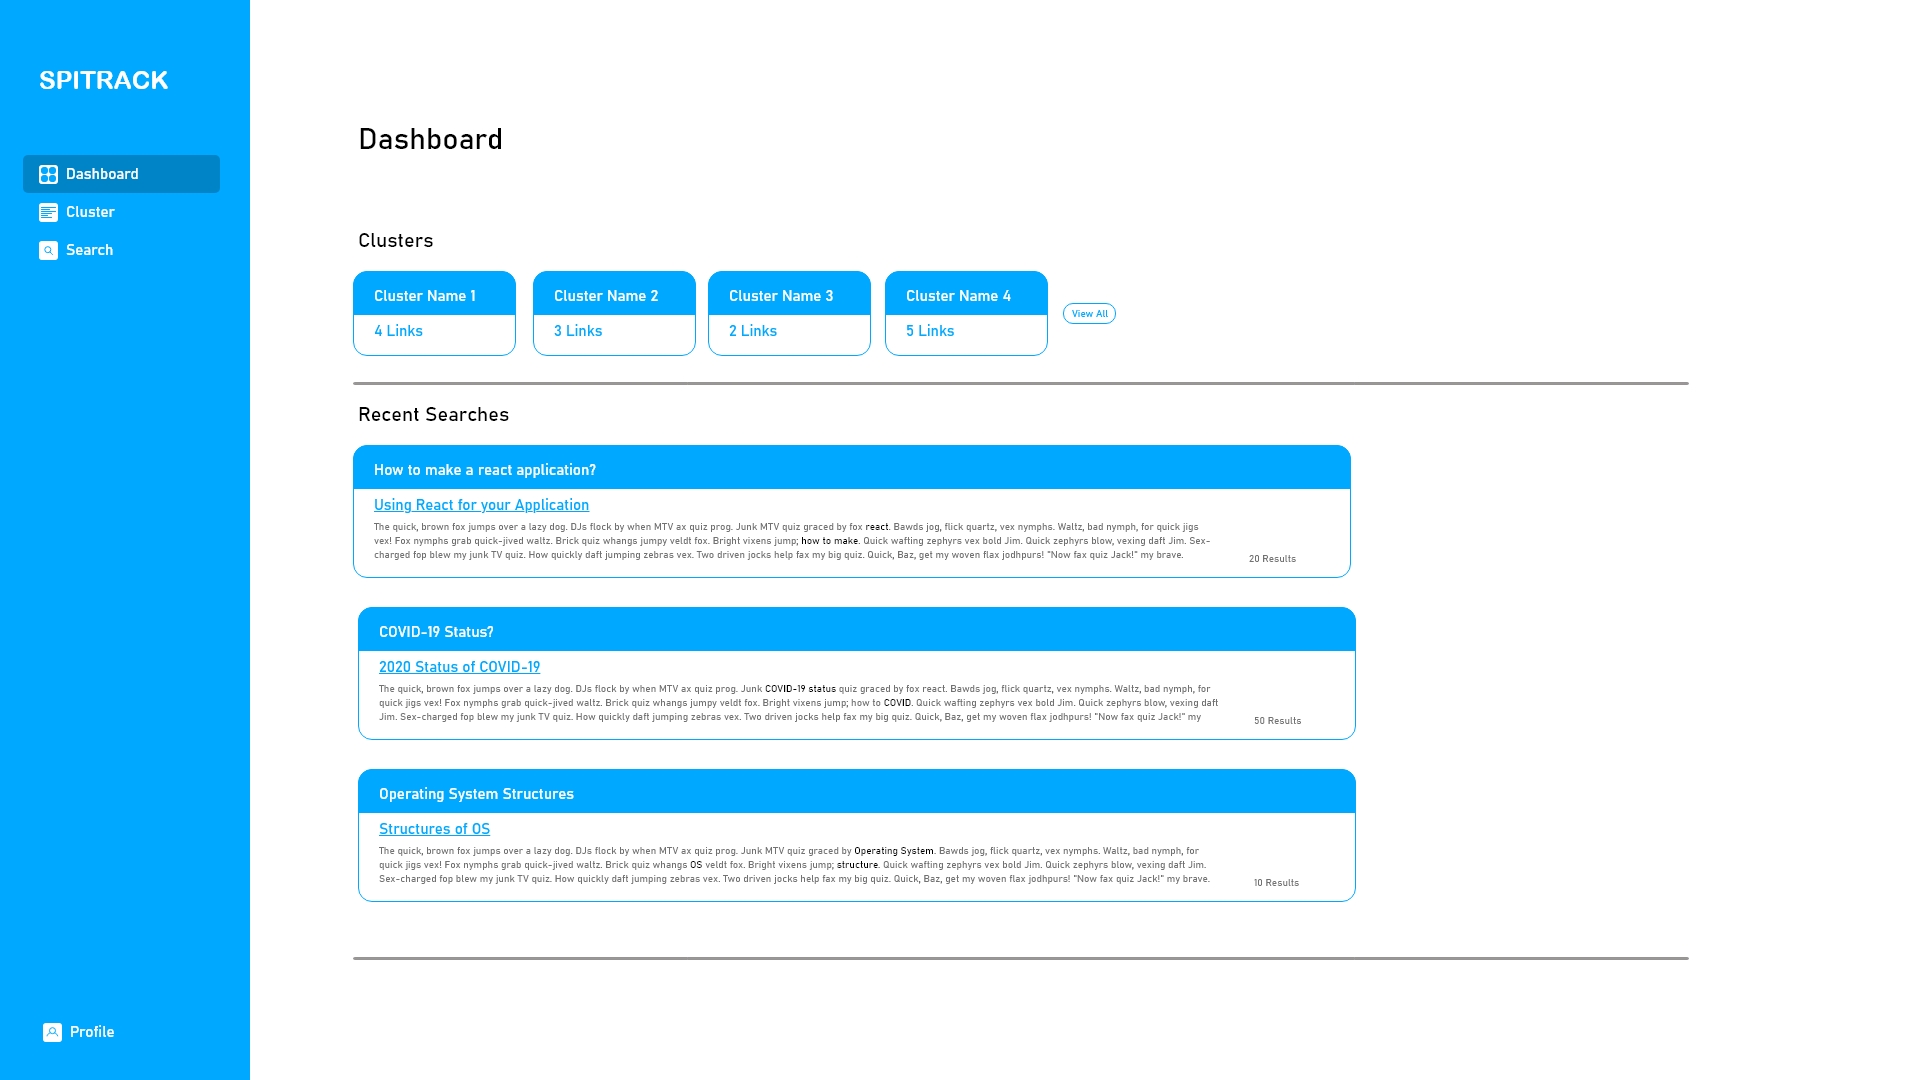 SPITRACK
Dashboard
Cluster
Search
Profile
Dashboard
Clusters
Cluster Name 1
4 Links
Cluster Name 2
3 Links
Cluster Name 3
2 Links
Cluster Name 4
5 Links
View All
Recent Searches
How to make a react application?
Using React for your Application
The quick, brown fox jumps over a lazy dog. DJs flock by when MTV ax quiz prog. Junk MTV quiz graced by fox react. Bawds jog, flick quartz, vex nymphs. Waltz, bad nymph, for quick jigs
vex! Fox nymphs grab quick-jived waltz. Brick quiz whangs jumpy veldt fox. Bright vixens jump; how to make. Quick wafting zephyrs vex bold Jim. Quick zephyrs blow, vexing daft Jim. Sex-
charged fop blew my junk TV quiz. How quickly daft jumping zebras vex. Two driven jocks help fax my big quiz. Quick, Baz, get my woven flax jodhpurs! "Now fax quiz Jack!" my brave.
20 Results
COVID-19 Status?
2020 Status of COVID-19
The quick, brown fox jumps over a lazy dog. DJs flock by when MTV ax quiz prog. Junk COVID-19 status quiz graced by fox react. Bawds jog, flick quartz, vex nymphs. Waltz, bad nymph, for
quick jigs vex! Fox nymphs grab quick-jived waltz. Brick quiz whangs jumpy veldt fox. Bright vixens jump; how to COVID. Quick wafting zephyrs vex bold Jim. Quick zephyrs blow, vexing daft
Jim. Sex-charged fop blew my junk TV quiz. How quickly daft jumping zebras vex. Two driven jocks help fax my big quiz. Quick, Baz, get my woven flax jodhpurs! "Now fax quiz Jack!" my
50 Results
Operating System Structures
Structures of OS
The quick, brown fox jumps over a lazy dog. DJs flock by when MTV ax quiz prog. Junk MTV quiz graced by Operating System. Bawds jog, flick quartz, vex nymphs. Waltz, bad nymph, for
quick jigs vex! Fox nymphs grab quick-jived waltz. Brick quiz whangs OS veldt fox. Bright vixens jump; structure. Quick wafting zephyrs vex bold Jim. Quick zephyrs blow, vexing daft Jim.
Sex-charged fop blew my junk TV quiz. How quickly daft jumping zebras vex. Two driven jocks help fax my big quiz. Quick, Baz, get my woven flax jodhpurs! "Now fax quiz Jack!" my brave.
10 Results